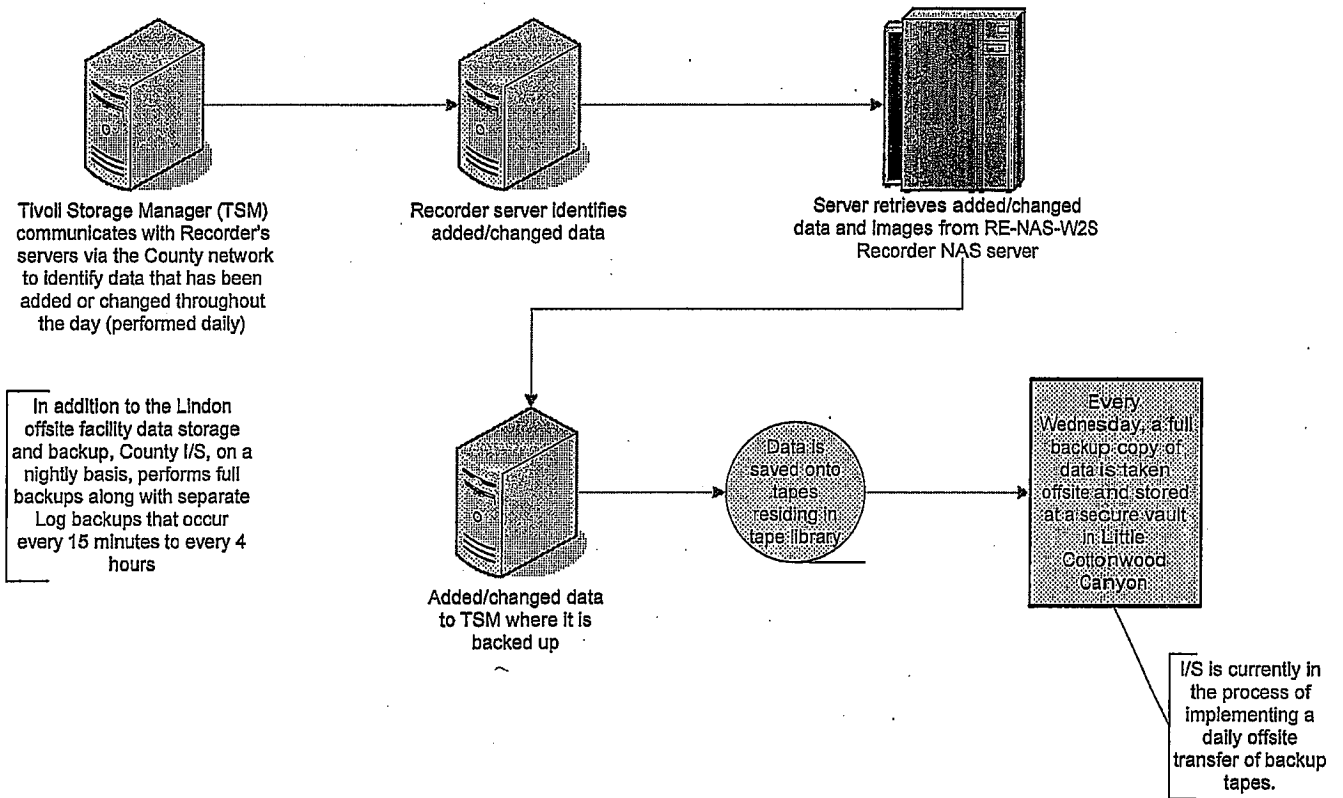 Tivoli Storage Manager (TSM)
communicates with Recorder's
servers via the County network
to identify data that has been
added or changed throughout
the day (performed daily)
Recorder server identifies
added/changed data
Server retrieves added/changed
data and images from RE-NAS-W2S
Recorder NAS server
In addition to the Lindon
offsite facility data storage
and backup, County I/S, on a
nightly basis, performs full
backups along with separate
Log backups that occur
every 15 minutes to every 4
hours
Added/changed data
to TSM where it is
backed up
Data is
saved onto
tapes
residing in
tape library
Every
Wednesday, a full
backup copy of
data is taken
offsite and stored
at a secure vault
in Little
Cottonwood
Canyon
I/S is currently in
the process of
implementing a
daily offsite
transfer of backup
tapes.